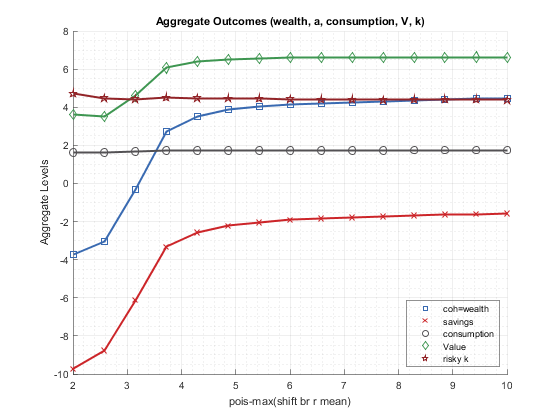 Aggregate Outcomes (wealth, a, consumption, V, k)
8
6
4
2
0
-2
-4
-6
-8
-10
Aggregate Levels
coh=wealth
savings
consumption
Value
risky k
2 3 4 5 6 7 8 9 10
pois-max(shift br r mean)